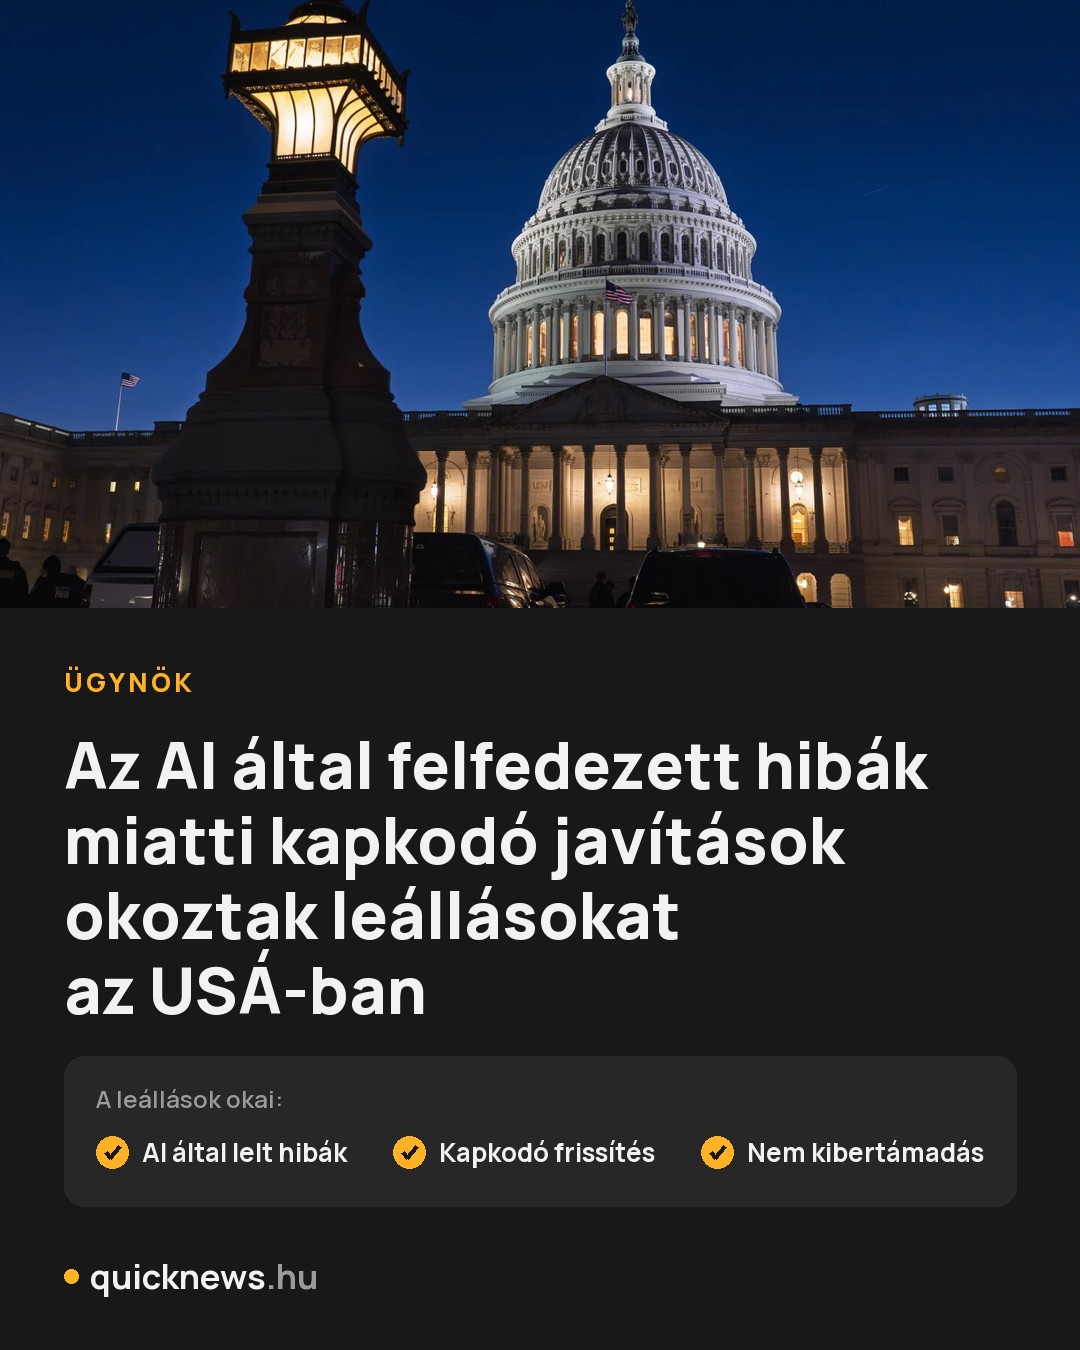 ÜGYNÖK
Az AI által felfedezett hibák
miatti kapkodó javítások
okoztak leállásokat
az USÁ-ban
A leállások okai:
AI által lelt hibák
Kapkodó frissítés
Nem kibertámadás
quicknews.hu